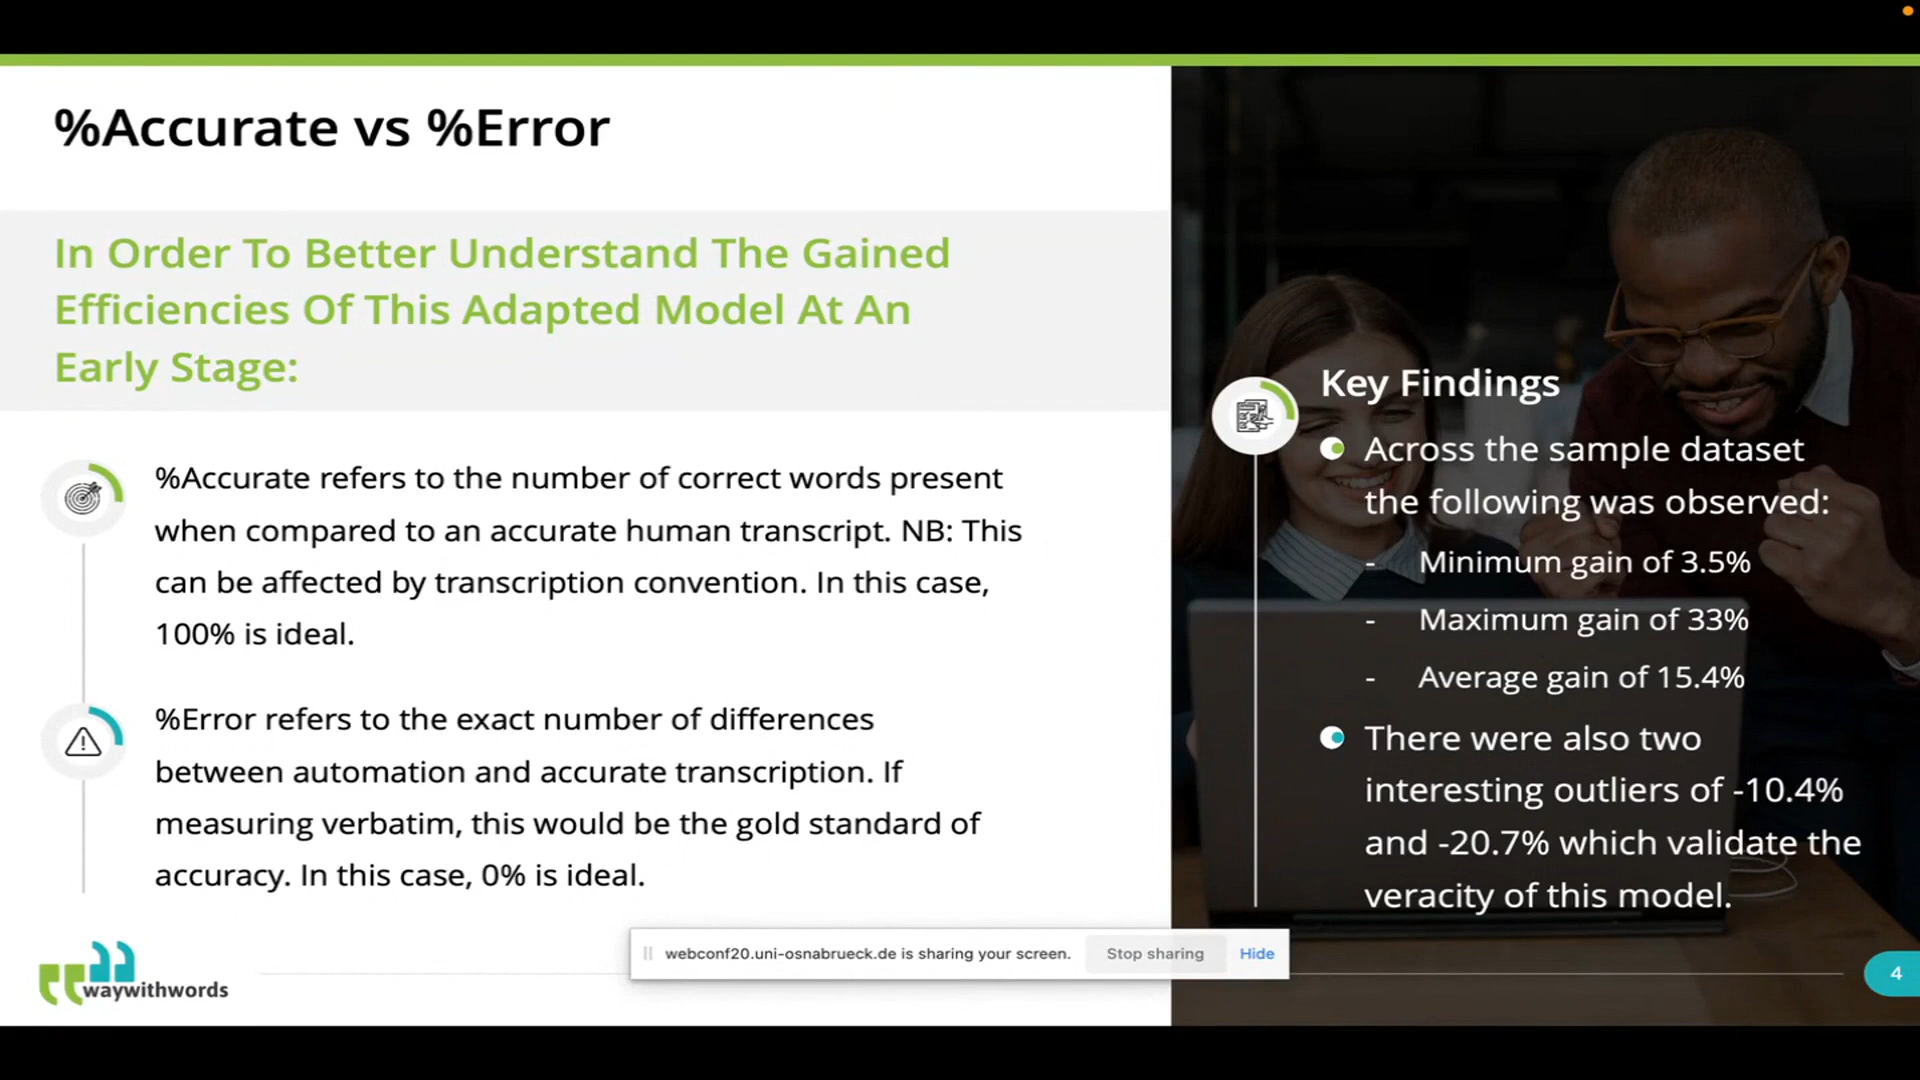 %Accurate vs %Error
In Order To Better Understand The Gained
Efficiencies Of This Adapted Model At An
Early Stage:
%Accurate refers to the number of correct words present
when compared to an accurate human transcript. NB: This
can be affected by transcription convention. In this case,
100% is ideal.
%Error refers to the exact number of differences
between automation and accurate transcription. If
measuring verbatim, this would be the gold standard of
accuracy. In this case, 0% is ideal.
Key Findings
Across the sample dataset
the following was observed:
- Minimum gain of 3.5%
- Maximum gain of 33%
- Average gain of 15.4%
There were also two
interesting outliers of -10.4%
and -20.7% which validate the
veracity of this model.
webconf20.uni-osnabrueck.de is sharing your screen. Stop sharing Hide
waywithwords
4